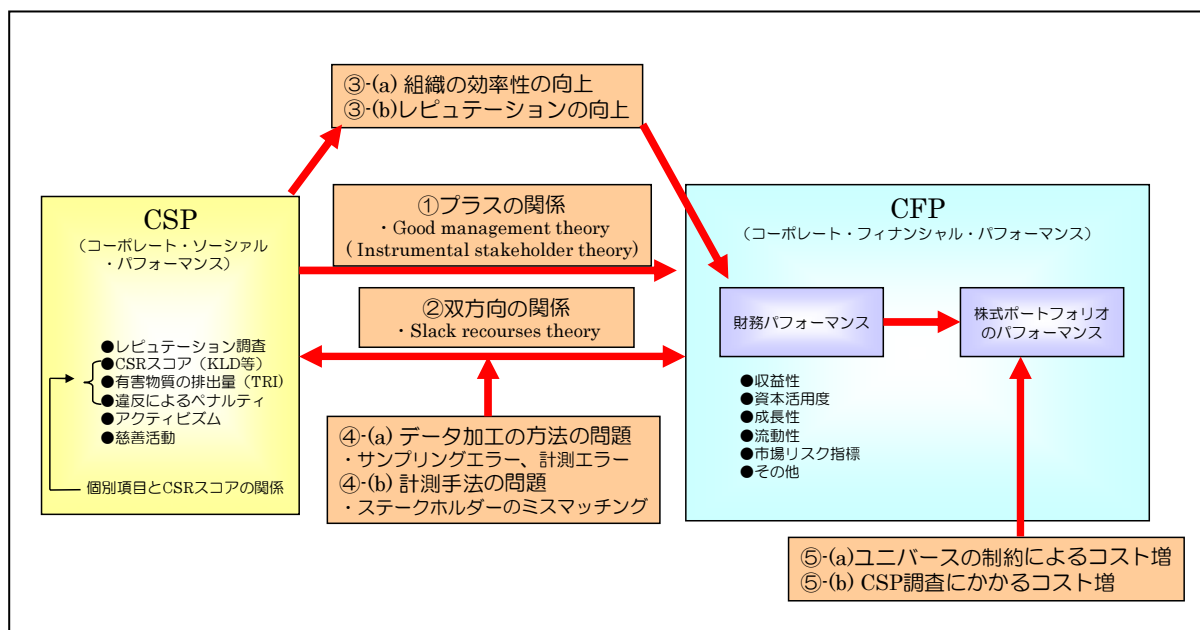 ③-(a) 組織の効率性の向上
③-(b)レピュテーションの向上
CSP
（コーポレート・ソーシァル
・パフォーマンス）
●レピュテーション調査
●CSRスコア（KLD等）
●有害物質の排出量（TRI)
●違反によるペナルティ
●アクティビズム
●慈善活動
個別項目とCSRスコアの関係
①プラスの関係
・Good management theory
( Instrumental stakeholder theory)
②双方向の関係
・Slack recourses theory
④-(a) データ加工の方法の問題
・サンプリングエラー、計測エラー
④-(b) 計測手法の問題
・ステークホルダーのミスマッチング
CFP
（コーポレート・フィナンシャル・パフォーマンス）
財務パフォーマンス
株式ポートフォリオ
のパフォーマンス
●収益性
●資本活用度
●成長性
●流動性
●市場リスク指標
●その他
⑤-(a)ユニバースの制約によるコスト増
⑤-(b) CSP調査にかかるコスト増